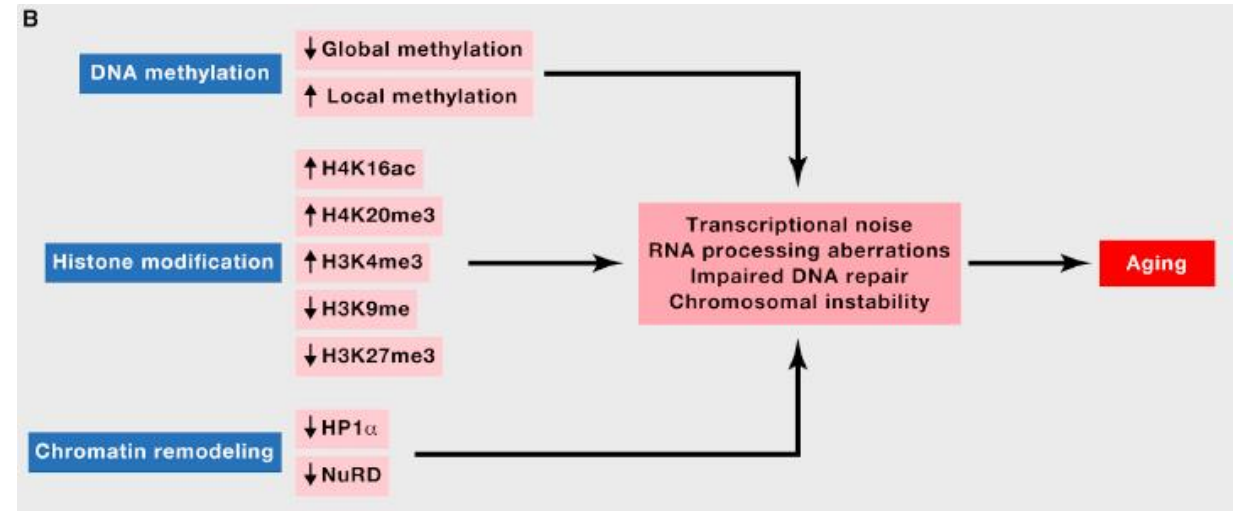 B
DNA methylation
↓Global methylation
↑ Local methylation
Histone modification
↑H4K16ac
↑H4K20me3
↑H3K4me3
↓H3K9me
↓H3K27me3
Chromatin remodeling
↓HP1α
↓NuRD
Transcriptional noise
RNA processing aberrations
Impaired DNA repair
Chromosomal instability
Aging